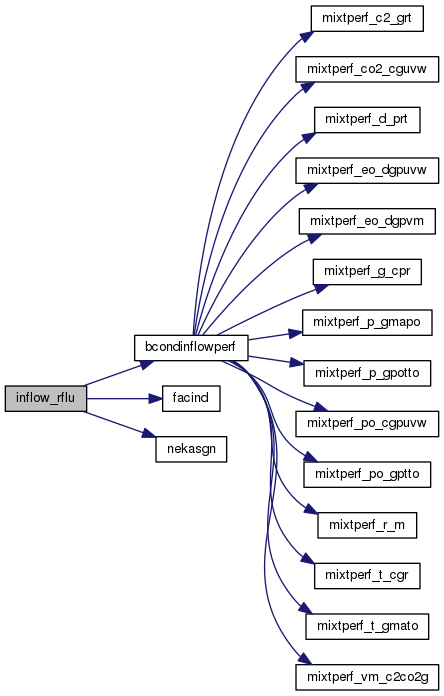 mixtperf_c2_grt
mixtperf_co2_cguvw
mixtperf_d_prt
mixtperf_eo_dgpuvw
mixtperf_eo_dgpvm
mixtperf_g_cpr
mixtperf_p_gmapo
bcondinflowperf
mixtperf_p_gpotto
inflow_rflu
facind
mixtperf_po_cgpuvw
nekasgn
mixtperf_po_gptto
mixtperf_r_m
mixtperf_t_cgr
mixtperf_t_gmato
mixtperf_vm_c2co2g